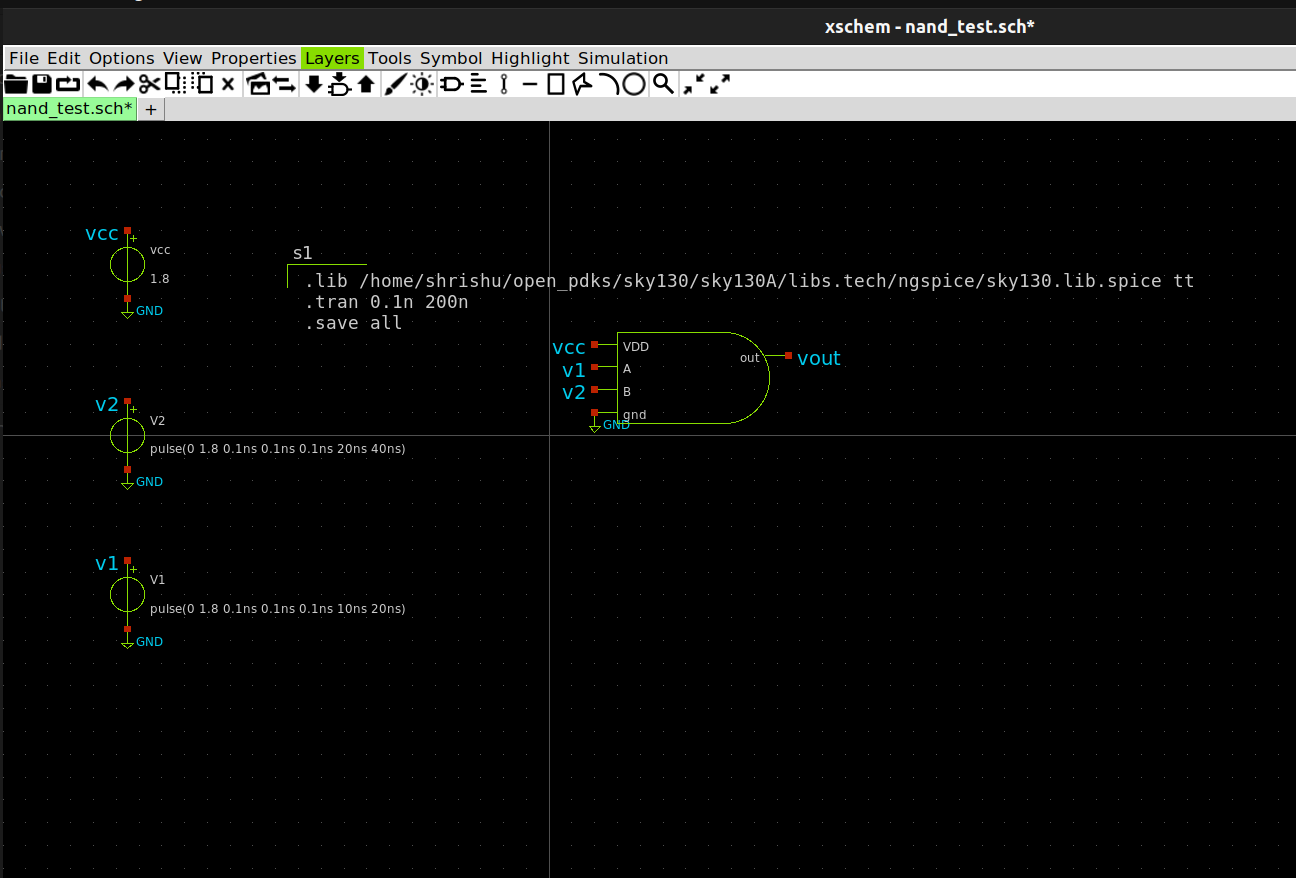 xschem - nand_test.sch*
File Edit Options View Properties Layers Tools Symbol Highlight Simulation
nand_test.sch* +
vcc
+
vcc
1.8
GND
s1
.lib /home/shrishu/open_pdks/sky130/sky130A/libs.tech/ngspice/sky130.lib.spice tt
.tran 0.1n 200n
.save all
vcc VDD
v1 A
v2 B
gnd
GND
out vout
v2
+
V2
pulse(0 1.8 0.1ns 0.1ns 0.1ns 20ns 40ns)
GND
v1
+
V1
pulse(0 1.8 0.1ns 0.1ns 0.1ns 10ns 20ns)
GND